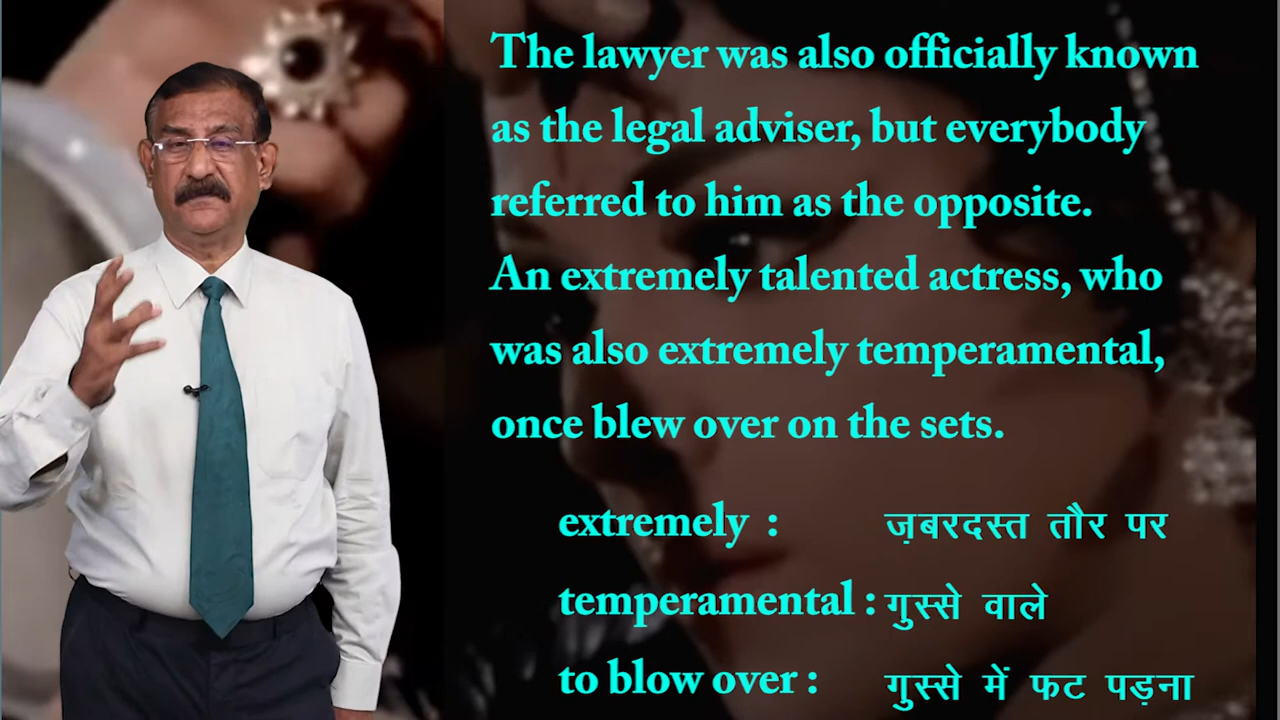 The lawyer was also officially known
as the legal adviser, but everybody
referred to him as the opposite.
An extremely talented actress, who
was also extremely temperamental,
once blew over on the sets.
extremely : ज़बरदस्त तौर पर
temperamental : गुस्से वाले
to blow over : गुस्से में फट पड़ना